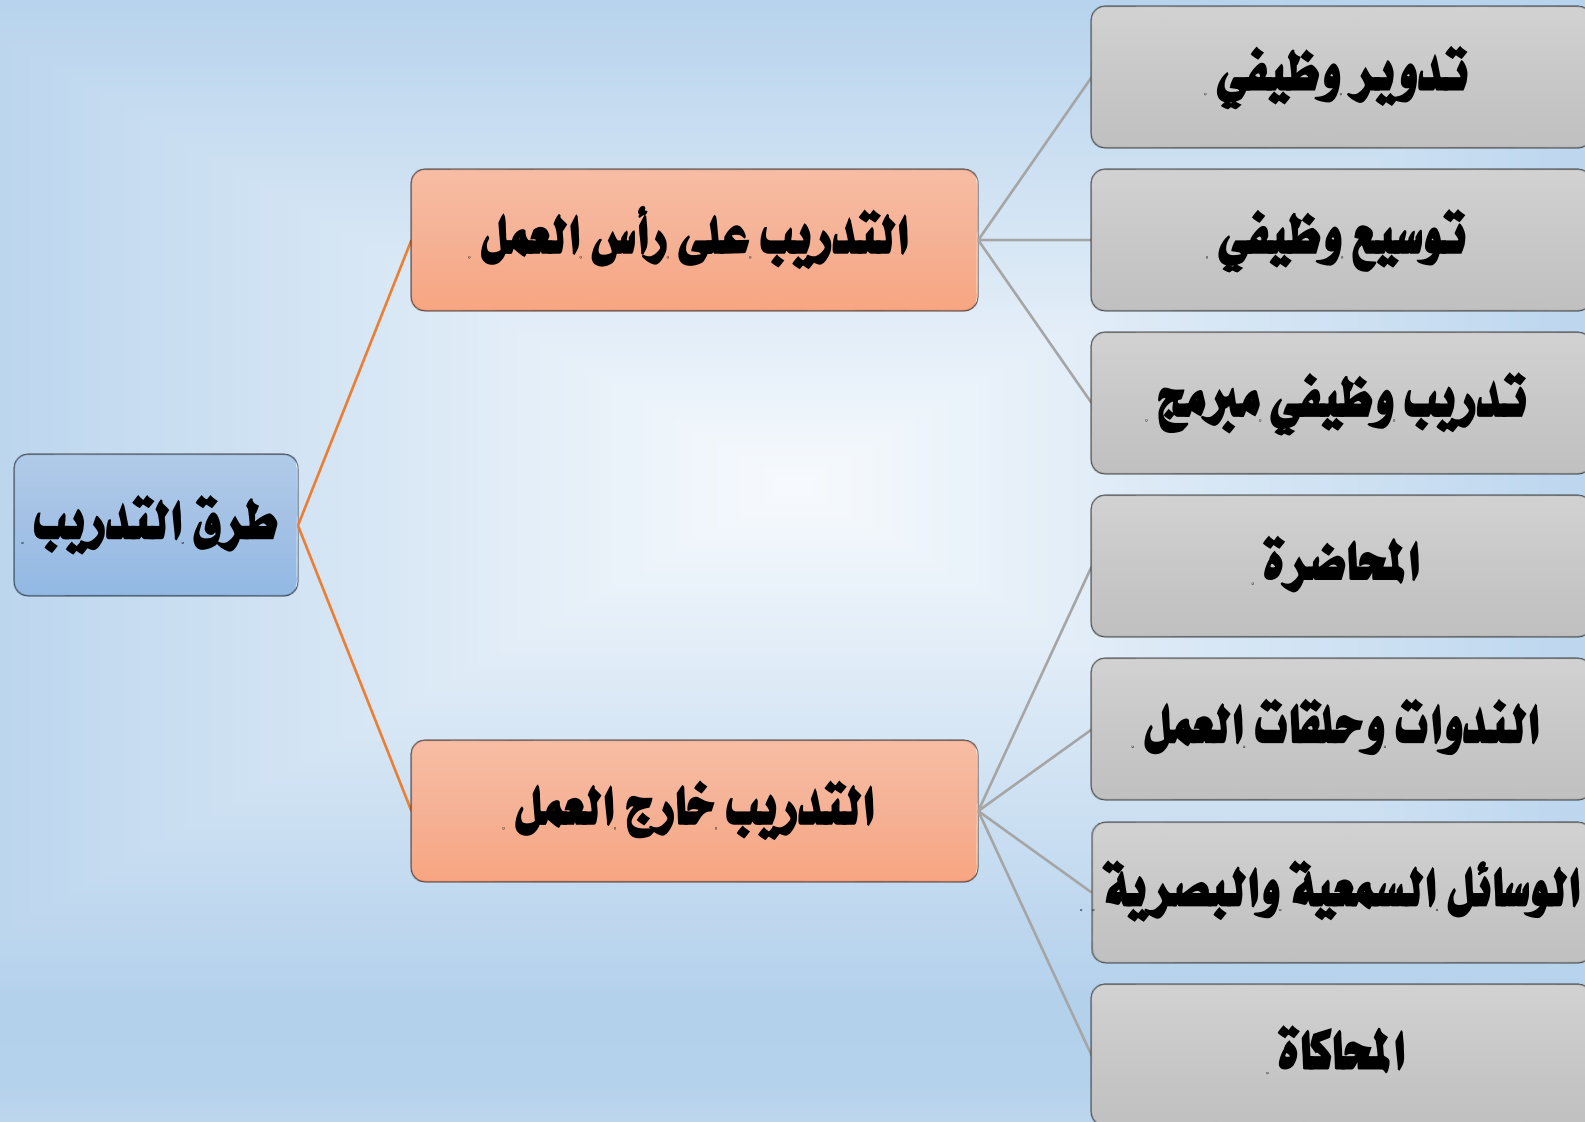 طرق التدريب
التدريب على رأس العمل
تدوير وظيفي
توسيع وظيفي
تدريب وظيفي مبرمج
التدريب خارج العمل
المحاضرة
الندوات وحلقات العمل
الوسائل السمعية والبصرية
المحاكاة